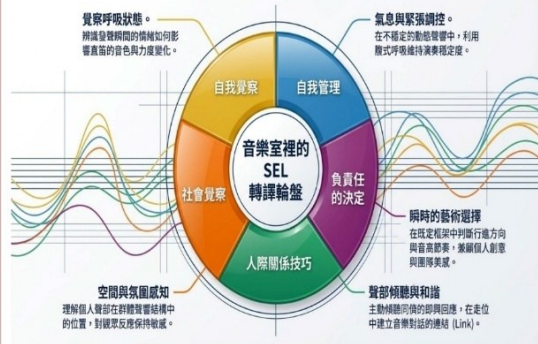 覺察呼吸狀態。
辨識發聲瞬間的情緒如何影
響直笛的音色與力度變化。
氣息與緊張調控。
在不穩定的動態聲響中，利用
腹式呼吸維持演奏穩定度。
自我覺察
自我管理
音樂室裡的
SEL
轉譯輪盤
社會覺察
負責任
的決定
人際關係技巧
瞬時的藝術選擇
在既定框架中判斷行進方向
與音高節奏，兼顧個人創意
與團隊美感。
空間與氛圍感知
理解個人聲部在群體聲響結構中
的位置，對觀眾反應保持敏感。
聲部傾聽與和諧
主動傾聽同儕的即興回應，在走位
中建立音樂對話的連結 (Link)。